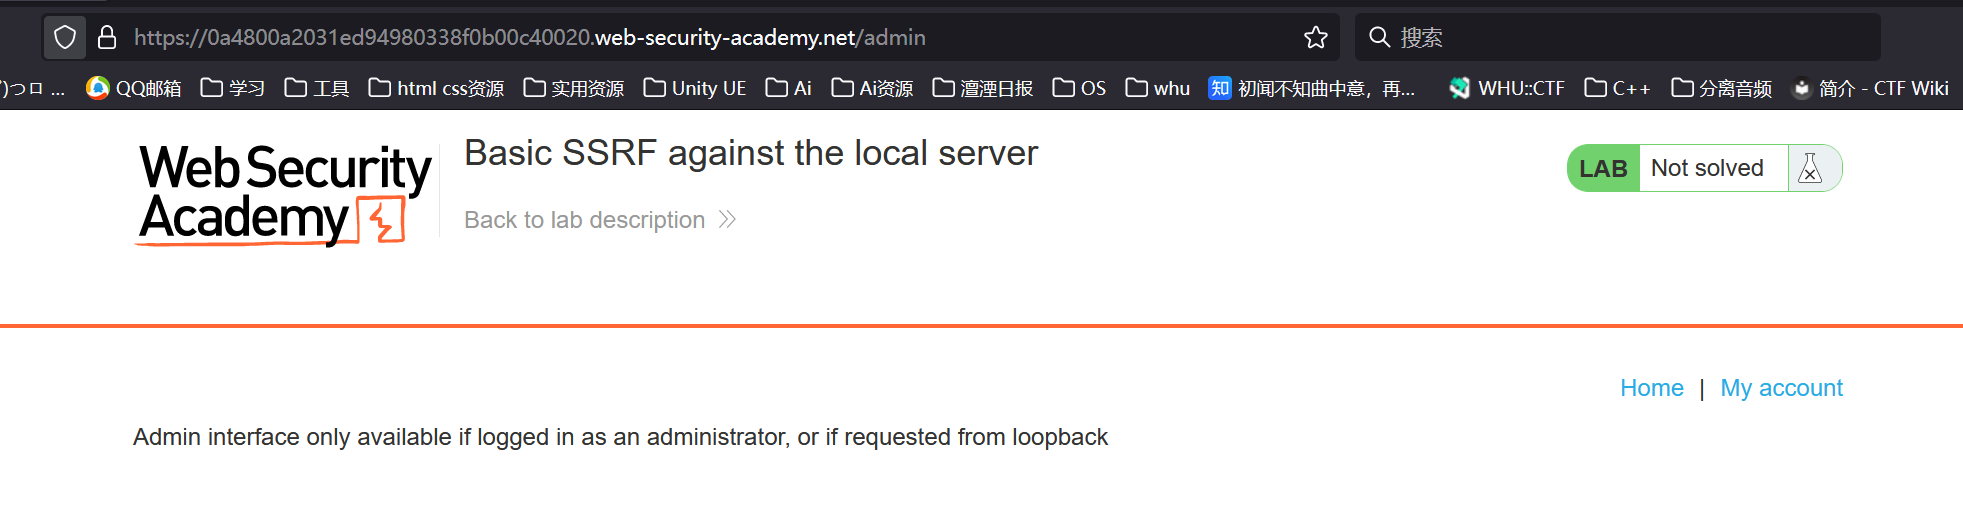 https://0a4800a2031ed94980338f0b00c40020.web-security-academy.net/admin 搜索
)つロ ... QQ邮箱 学习 工具 html css资源 实用资源 Unity UE Ai Ai资源 澶湮日报 OS whu 知 初闻不知曲中意，再... WHU::CTF C++ 分离音频 简介 - CTF Wiki
Web Security
Academy
Basic SSRF against the local server
Back to lab description
LAB Not solved
Home | My account
Admin interface only available if logged in as an administrator, or if requested from loopback